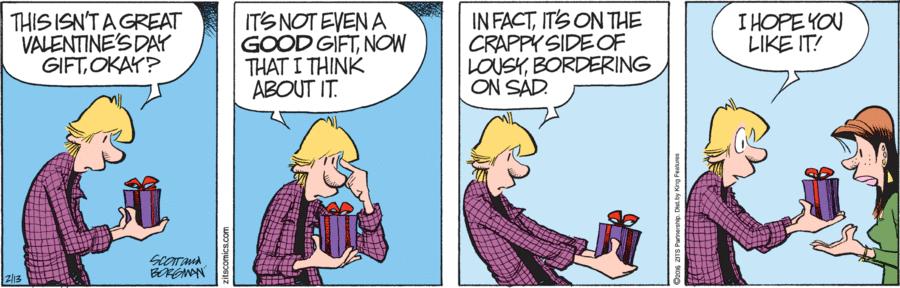 THIS ISN'T A GREAT
VALENTINE'S DAY
GIFT, OKAY?
SCOTT AND
BORGMAN
2/13
IT'S NOT EVEN A
GOOD GIFT, NOW
THAT I THINK
ABOUT IT.
zitscomics.com
IN FACT, IT'S ON THE
CRAPPY SIDE OF
LOUSY, BORDERING
ON SAD.
©2016 ZITS Partnership. Dist. by King Features
I HOPE YOU
LIKE IT!